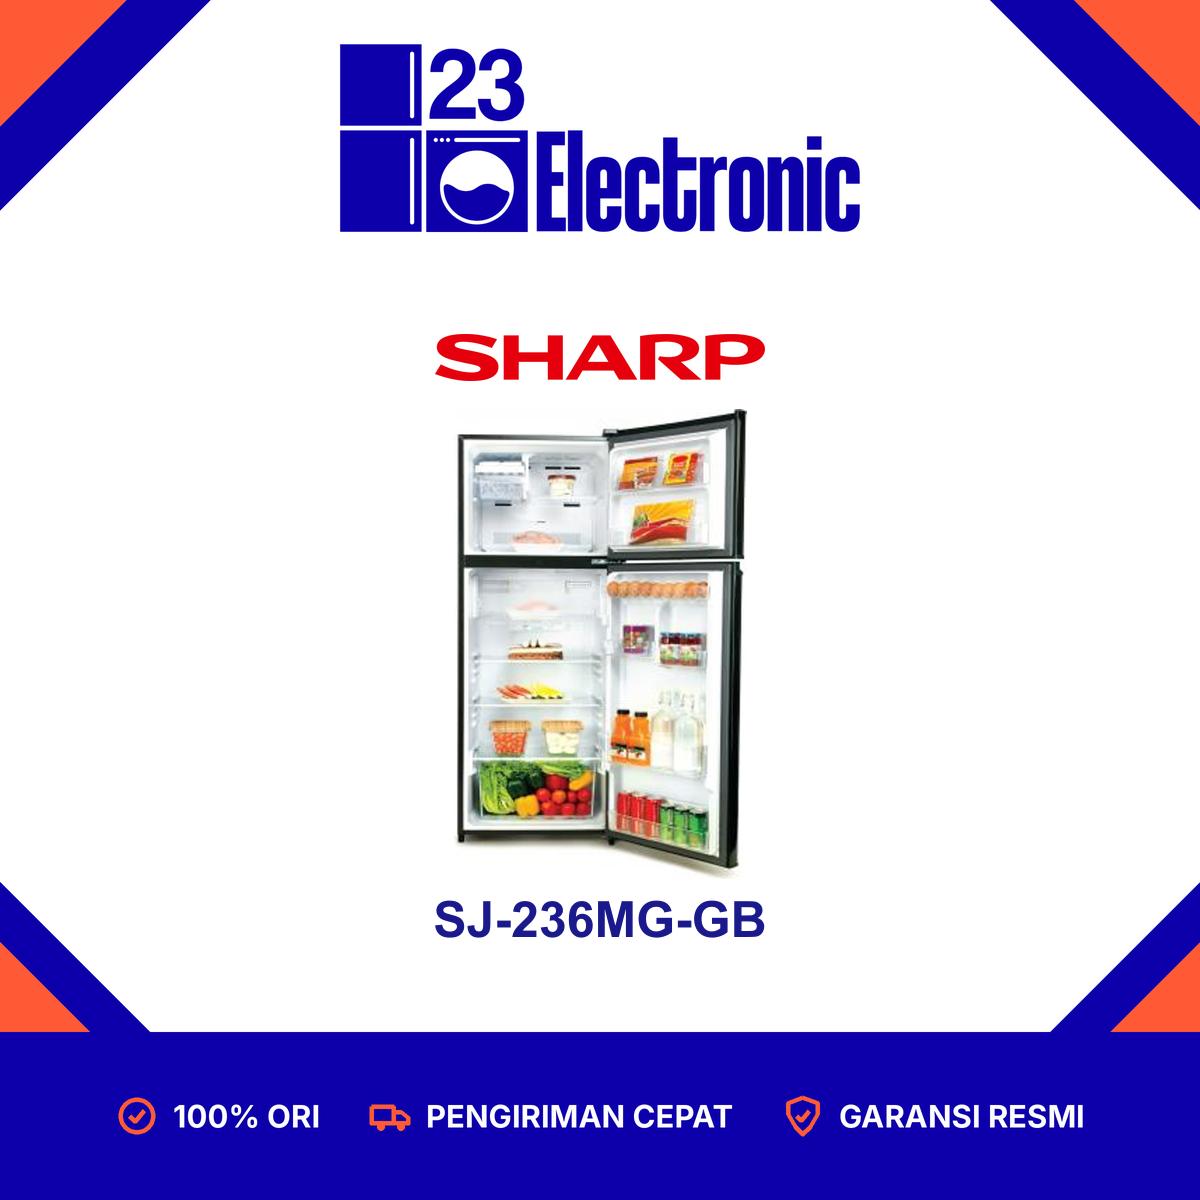 23
Electronic
SHARP
SJ-236MG-GB
100% ORI
PENGIRIMAN CEPAT
GARANSI RESMI